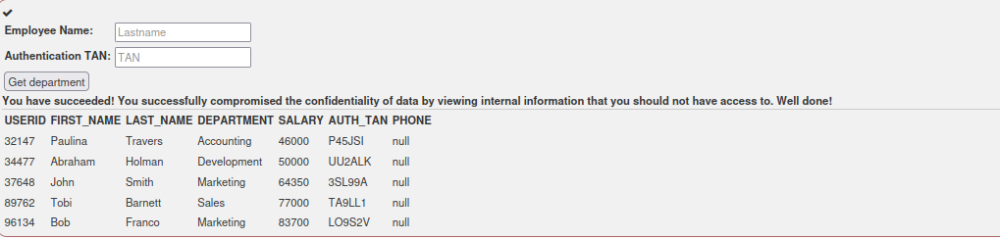 ✔
Employee Name: Lastname
Authentication TAN: TAN
Get department
You have succeeded! You successfully compromised the confidentiality of data by viewing internal information that you should not have access to. Well done!
USERID FIRST_NAME LAST_NAME DEPARTMENT SALARY AUTH_TAN PHONE
32147 Paulina Travers Accounting 46000 P45JSI null
34477 Abraham Holman Development 50000 UU2ALK null
37648 John Smith Marketing 64350 3SL99A null
89762 Tobi Barnett Sales 77000 TA9LL1 null
96134 Bob Franco Marketing 83700 LO9S2V null